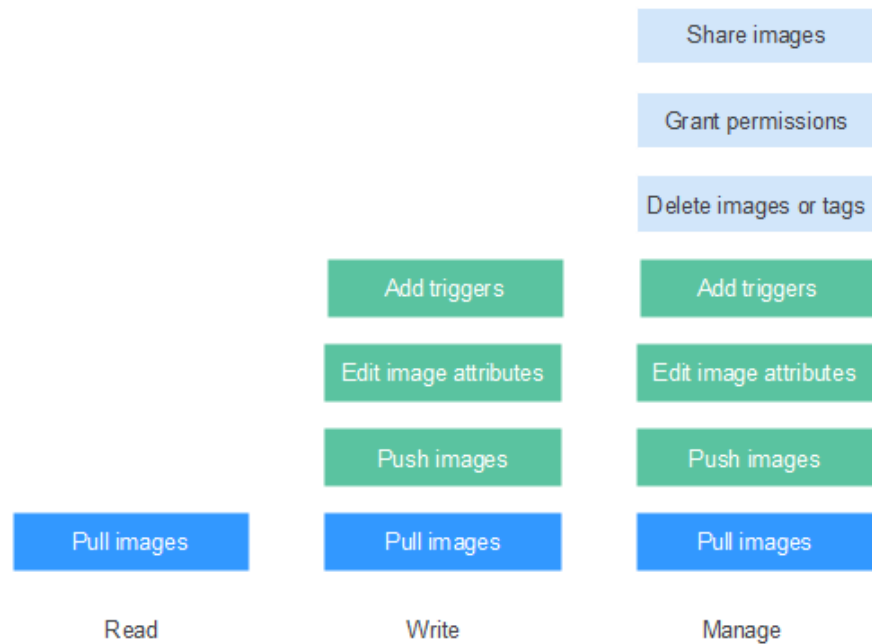 Share images
Grant permissions
Delete images or tags
Add triggers
Add triggers
Edit image attributes
Edit image attributes
Push images
Push images
Pull images
Pull images
Pull images
Read
Write
Manage